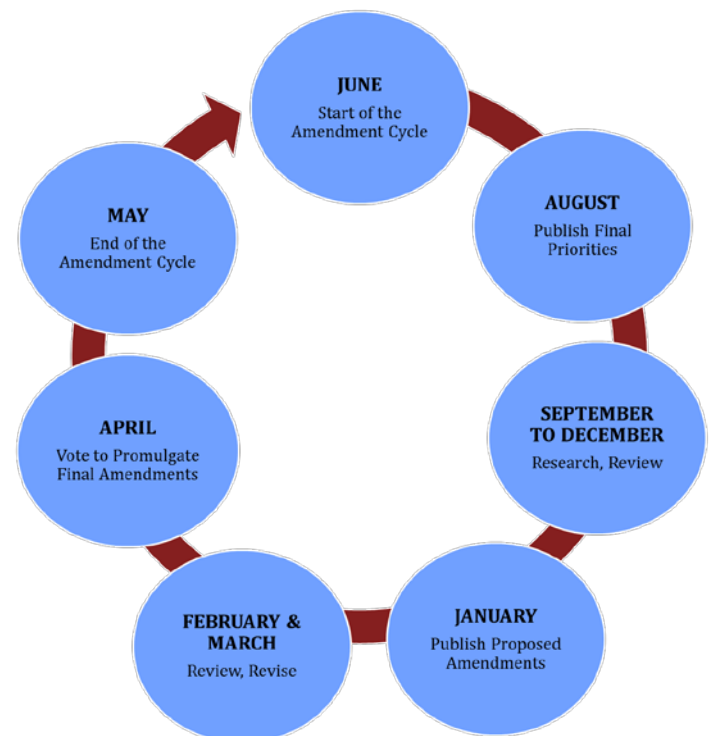 JUNE
Start of the
Amendment Cycle
AUGUST
Publish Final
Priorities
SEPTEMBER
TO DECEMBER
Research, Review
JANUARY
Publish Proposed
Amendments
FEBRUARY &
MARCH
Review, Revise
APRIL
Vote to Promulgate
Final Amendments
MAY
End of the
Amendment Cycle